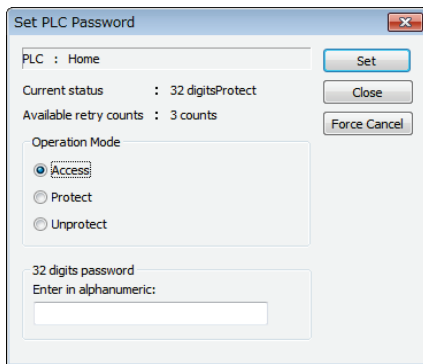 Set PLC Password
PLC : Home
Set
Current status : 32 digitsProtect
Close
Available retry counts : 3 counts
Force Cancel
Operation Mode
Access
Protect
Unprotect
32 digits password
Enter in alphanumeric: